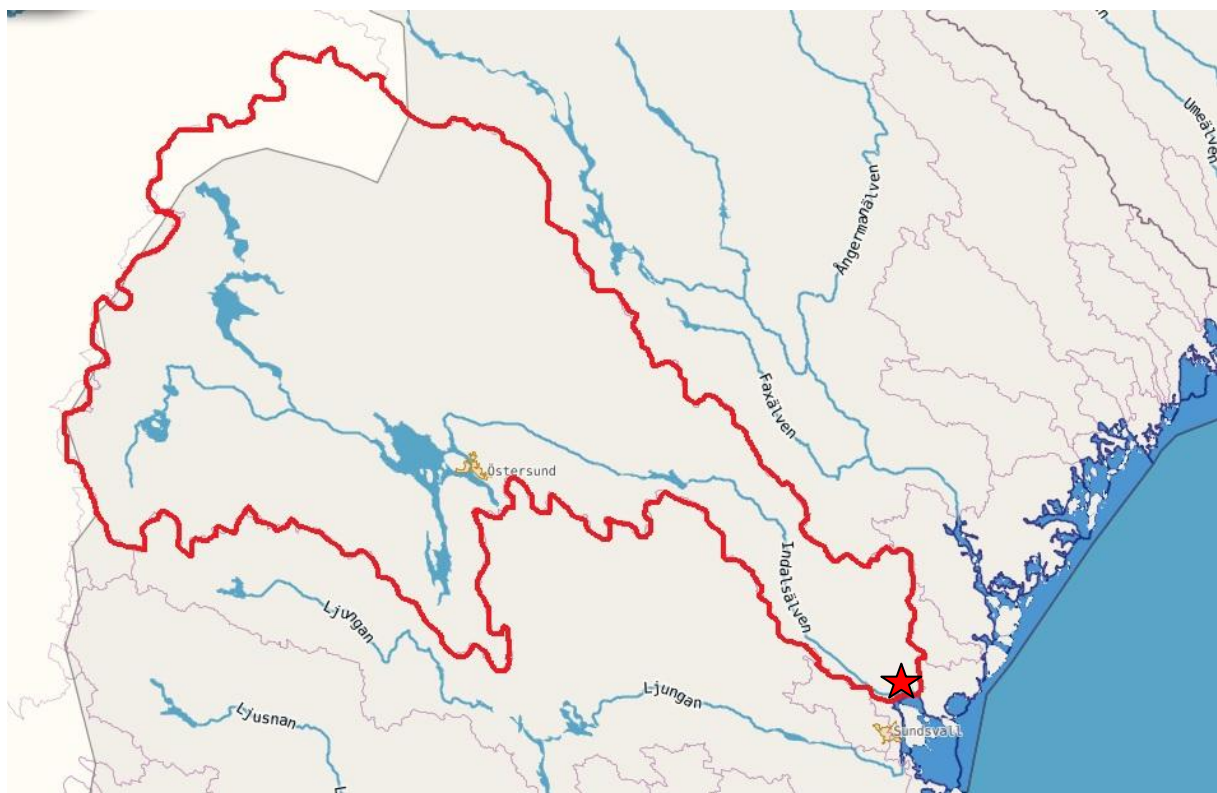 Umeälven
Ångermanälven
Faxälven
Östersund
Indalsälven
Ljungan
Ljungan
Ljusnan
Sundsvall